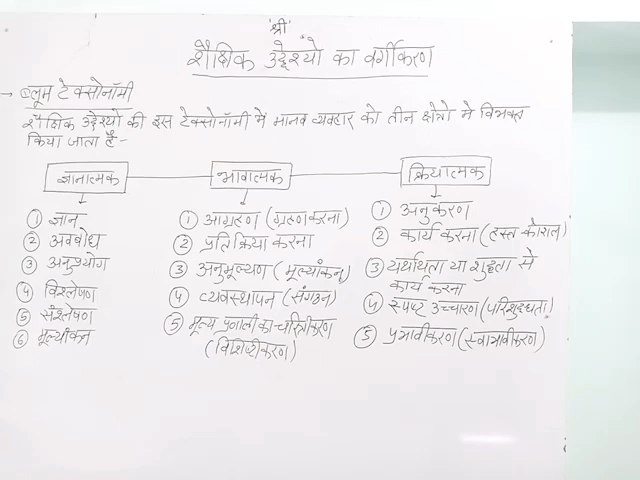 'श्री'
शैक्षिक उद्देश्यो का वर्गीकरण
→ ब्लूम टेक्सोनॉमी
शैक्षिक उद्देश्यो की इस टेक्सोनॉमी में मानव व्यवहार को तीन क्षेत्रो मे विभक्त
किया जाता है -
ज्ञानात्मक भावात्मक क्रियात्मक
① ज्ञान
② अवबोध
③ अनुप्रयोग
④ विश्लेषण
⑤ संश्लेषण
⑥ मूल्यांकन
① आग्रहण (ग्रहण करना)
② प्रतिक्रिया करना
③ अनुमूल्यण (मूल्यांकन)
④ व्यवस्थापन (संगठन)
⑤ मूल्य प्रणाली का चारित्रीकरण
(विशिष्टीकरण)
① अनुकरण
② कार्य करना (हस्त कौशल)
③ यर्थाथता या शुद्धता से
कार्य करना
④ स्पष्ट उच्चारण (परिशुद्धता)
⑤ प्रभावीकरण (स्वाभावीकरण)